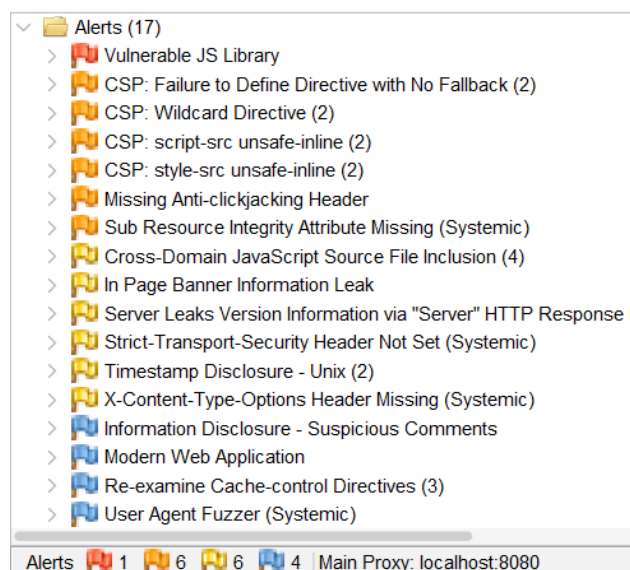 Alerts (17)
Vulnerable JS Library
CSP: Failure to Define Directive with No Fallback (2)
CSP: Wildcard Directive (2)
CSP: script-src unsafe-inline (2)
CSP: style-src unsafe-inline (2)
Missing Anti-clickjacking Header
Sub Resource Integrity Attribute Missing (Systemic)
Cross-Domain JavaScript Source File Inclusion (4)
In Page Banner Information Leak
Server Leaks Version Information via "Server" HTTP Response
Strict-Transport-Security Header Not Set (Systemic)
Timestamp Disclosure - Unix (2)
X-Content-Type-Options Header Missing (Systemic)
Information Disclosure - Suspicious Comments
Modern Web Application
Re-examine Cache-control Directives (3)
User Agent Fuzzer (Systemic)
Alerts 1 6 6 4 Main Proxy: localhost:8080